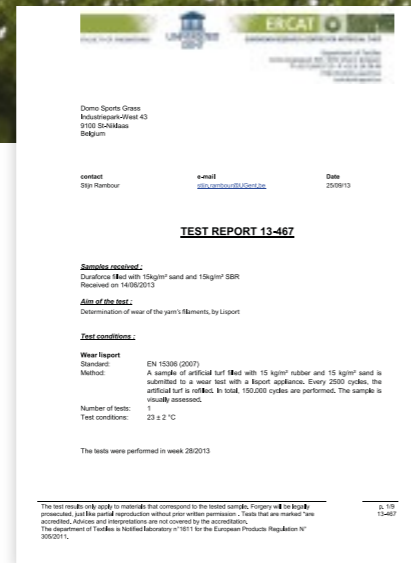 FACULTY OF ENGINEERING
UNIVERSITEIT
GENT
ERCAT
Domo Sports Grass
Industriepark-West 43
9100 St-Niklaas
Belgium
contact e-mail Date
Stijn Rambour stijn.rambour@UGent.be 25/09/13
TEST REPORT 13-467
Samples received :
Duraforce filled with 15kg/m² sand and 15kg/m² SBR
Received on 14/06/2013
Aim of the test :
Determination of wear of the yarn's filaments, by Lisport
Test conditions :
Wear lisport
Standard: EN 15306 (2007)
Method: A sample of artificial turf filled with 15 kg/m² rubber and 15 kg/m² sand is
submitted to a wear test with a lisport appliance. Every 2500 cycles, the
artificial turf is refilled. In total, 150.000 cycles are performed. The sample is
visually assessed.
Number of tests: 1
Test conditions: 23 ± 2 °C
The tests were performed in week 28/2013
The test results only apply to materials that correspond to the tested sample. Forgery will be legally
prosecuted, just like partial reproduction without prior written permission . Tests that are marked *are
accredited. Advices and interpretations are not covered by the accreditation.
The department of Textiles is Notified laboratory n°1611 for the European Products Regulation N°
305/2011.
p. 1/9
13-467